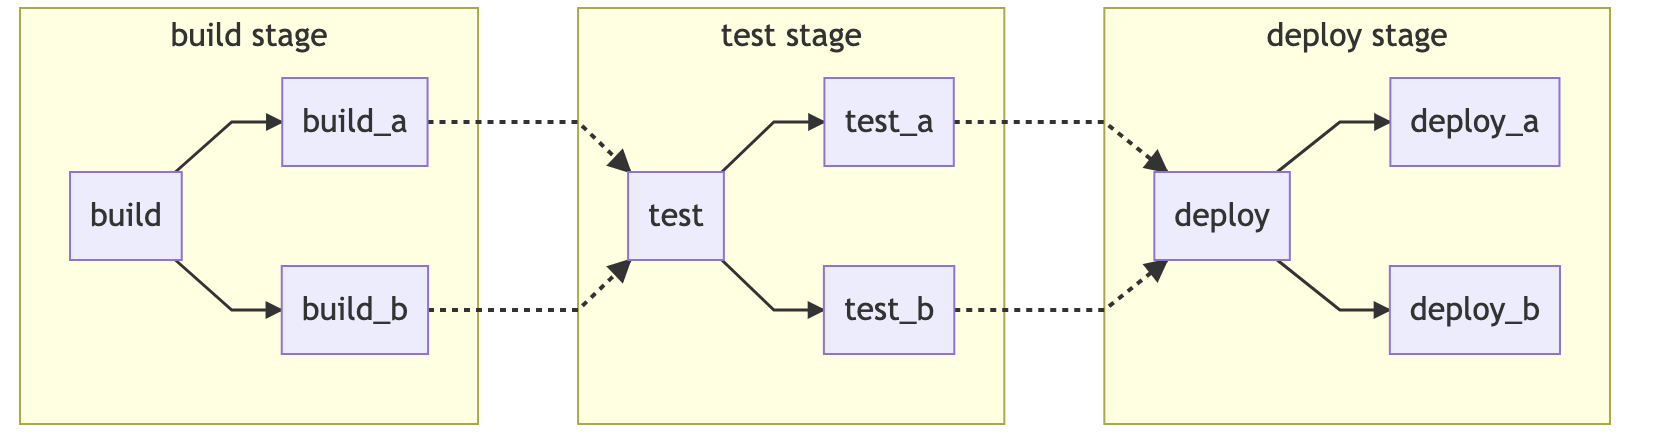 build stage
build
build_a
build_b
test stage
test
test_a
test_b
deploy stage
deploy
deploy_a
deploy_b